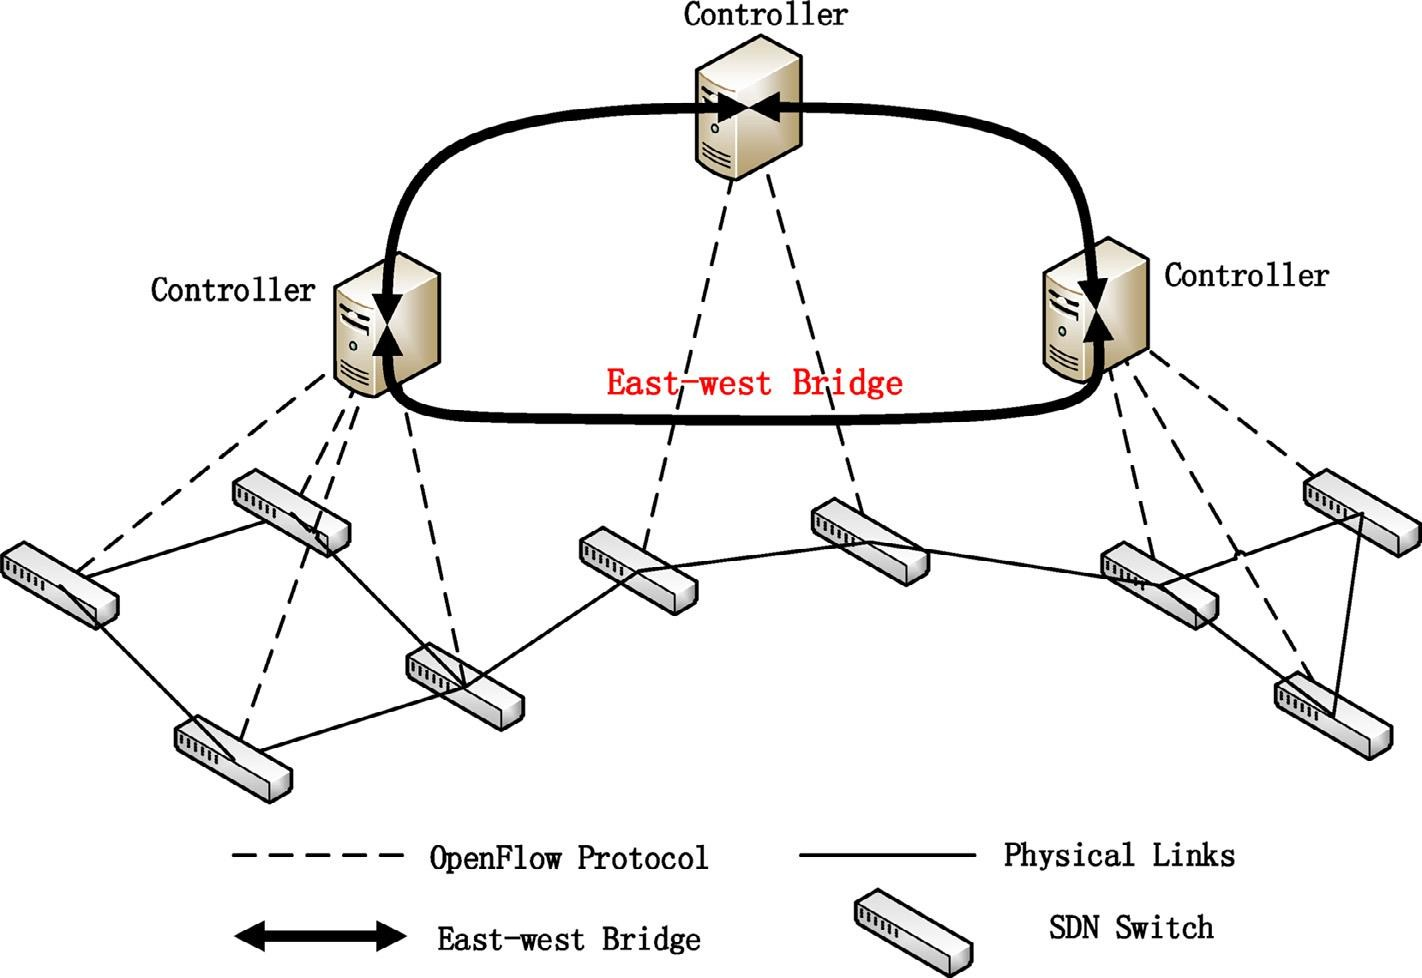 Controller
Controller
Controller
East-west Bridge
OpenFlow Protocol
Physical Links
East-west Bridge
SDN Switch